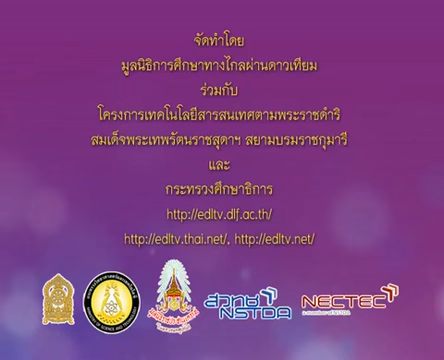 จัดทำโดย
มูลนิธิการศึกษาทางไกลผ่านดาวเทียม
ร่วมกับ
โครงการเทคโนโลยีสารสนเทศตามพระราชดำริ
สมเด็จพระเทพรัตนราชสุดาฯ สยามบรมราชกุมารี
และ
กระทรวงศึกษาธิการ
http://edltv.dlf.ac.th/
http://edltv.thai.net/, http://edltv.net/
สวทช
NSTDA
NECTEC
a member of NSTDA